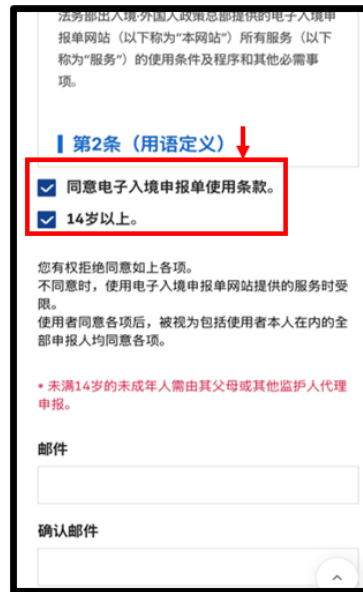 法务部出入境·外国人政策总部提供的电子入境申
报单网站（以下称为“本网站”）所有服务（以下
称为“服务”）的使用条件及程序和其他必需事
项。
第2条（用语定义）
同意电子入境申报单使用条款。
14岁以上。
您有权拒绝同意如上各项。
不同意时，使用电子入境申报单网站提供的服务时受
限。
使用者同意各项后，被视为包括使用者本人在内的全
部申报人均同意各项。
* 未满14岁的未成年人需由其父母或其他监护人代理
申报。
邮件
确认邮件